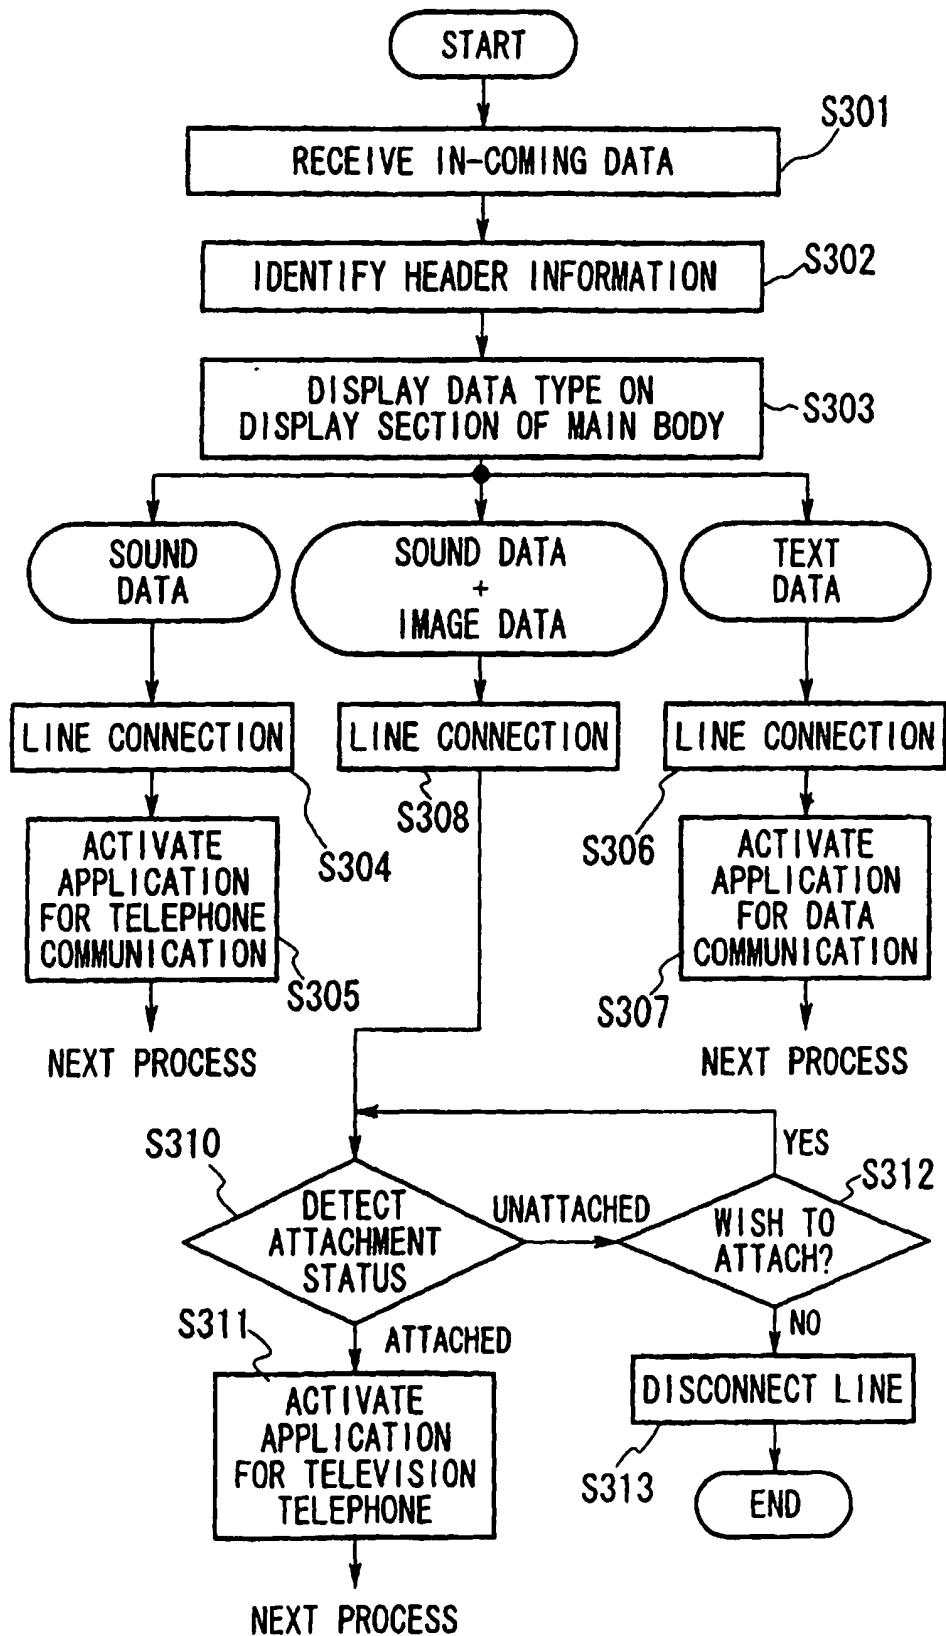 START
S301
RECEIVE IN-COMING DATA
S302
IDENTIFY HEADER INFORMATION
S303
DISPLAY DATA TYPE ON
DISPLAY SECTION OF MAIN BODY
SOUND
DATA
SOUND DATA
+
IMAGE DATA
TEXT
DATA
LINE CONNECTION
LINE CONNECTION
LINE CONNECTION
S304
S308
S306
ACTIVATE
APPLICATION
FOR TELEPHONE
COMMUNICATION
ACTIVATE
APPLICATION
FOR DATA
COMMUNICATION
S305
S307
NEXT PROCESS
NEXT PROCESS
S310
YES
S312
DETECT
ATTACHMENT
STATUS
UNATTACHED
WISH TO
ATTACH?
S311
ATTACHED
NO
ACTIVATE
APPLICATION
FOR TELEVISION
TELEPHONE
DISCONNECT LINE
S313
END
NEXT PROCESS